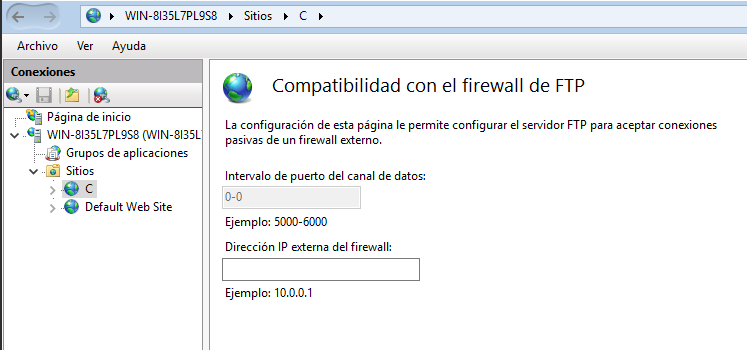 WIN-8I35L7PL9S8 Sitios C
Archivo Ver Ayuda
Conexiones
Página de inicio
WIN-8I35L7PL9S8 (WIN-8I35L
Grupos de aplicaciones
Sitios
C
Default Web Site
Compatibilidad con el firewall de FTP
La configuración de esta página le permite configurar el servidor FTP para aceptar conexiones
pasivas de un firewall externo.
Intervalo de puerto del canal de datos:
0-0
Ejemplo: 5000-6000
Dirección IP externa del firewall:
Ejemplo: 10.0.0.1